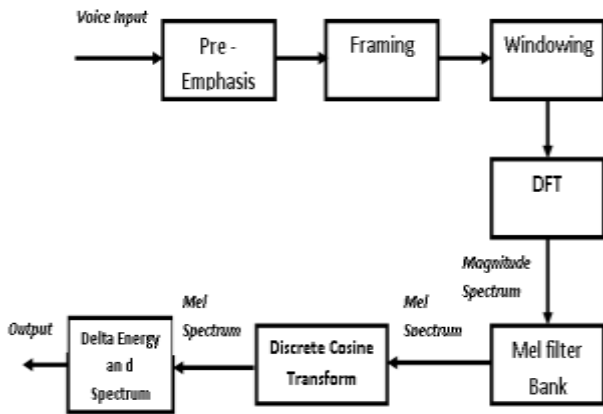 Voice Input
Pre -
Emphasis
Framing
Windowing
DFT
Magnitude
Spectrum
Mel filter
Bank
Mel
Spectrum
Discrete Cosine
Transform
Mel
Spectrum
Delta Energy
an d
Spectrum
Output